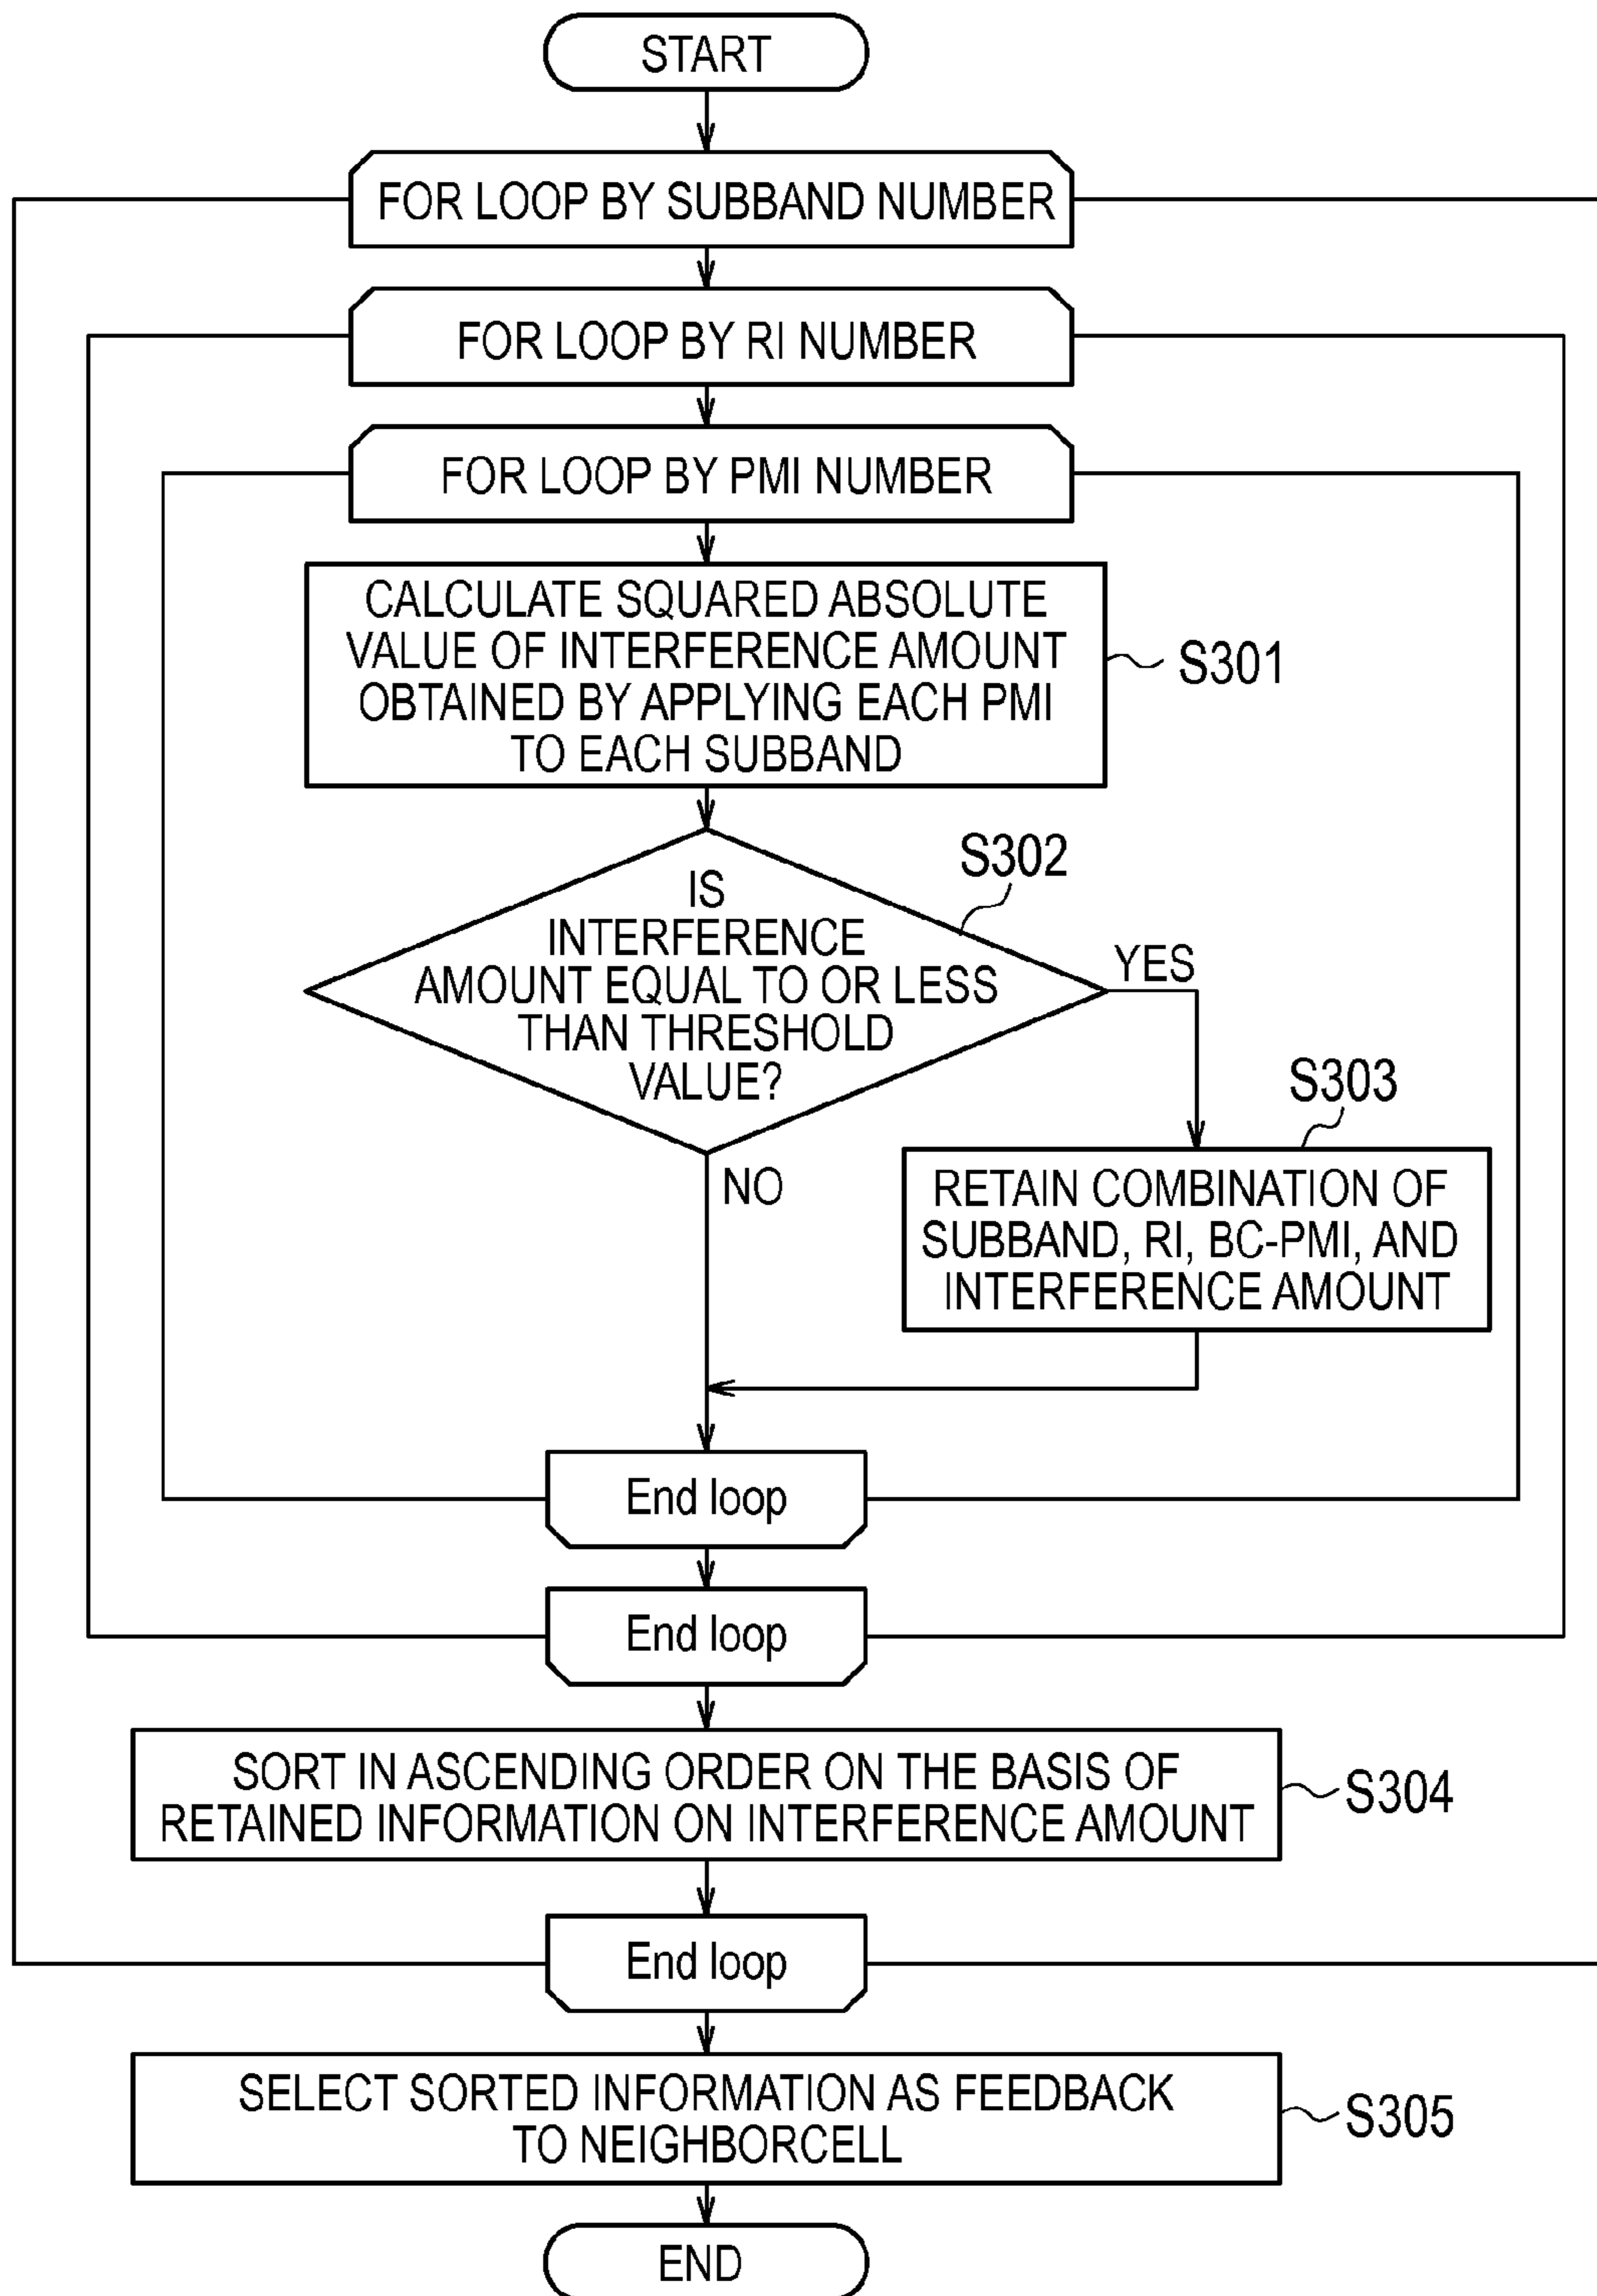 START
FOR LOOP BY SUBBAND NUMBER
FOR LOOP BY RI NUMBER
FOR LOOP BY PMI NUMBER
CALCULATE SQUARED ABSOLUTE
VALUE OF INTERFERENCE AMOUNT
OBTAINED BY APPLYING EACH PMI
TO EACH SUBBAND
S301
S302
IS
INTERFERENCE
AMOUNT EQUAL TO OR LESS
THAN THRESHOLD
VALUE?
YES
NO
S303
RETAIN COMBINATION OF
SUBBAND, RI, BC-PMI, AND
INTERFERENCE AMOUNT
End loop
End loop
SORT IN ASCENDING ORDER ON THE BASIS OF
RETAINED INFORMATION ON INTERFERENCE AMOUNT
S304
End loop
SELECT SORTED INFORMATION AS FEEDBACK
TO NEIGHBORCELL
S305
END